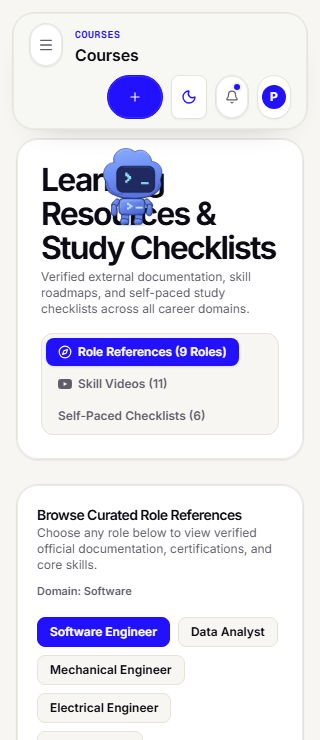 COURSES
Courses
P
Study Checklists
Verified external documentation, skill
roadmaps, and self-paced study
checklists across all career domains.
Role References (9 Roles)
Skill Videos (11)
Self-Paced Checklists (6)
Browse Curated Role References
Choose any role below to view verified
official documentation, certifications, and
core skills.
Domain: Software
Software Engineer
Data Analyst
Mechanical Engineer
Electrical Engineer